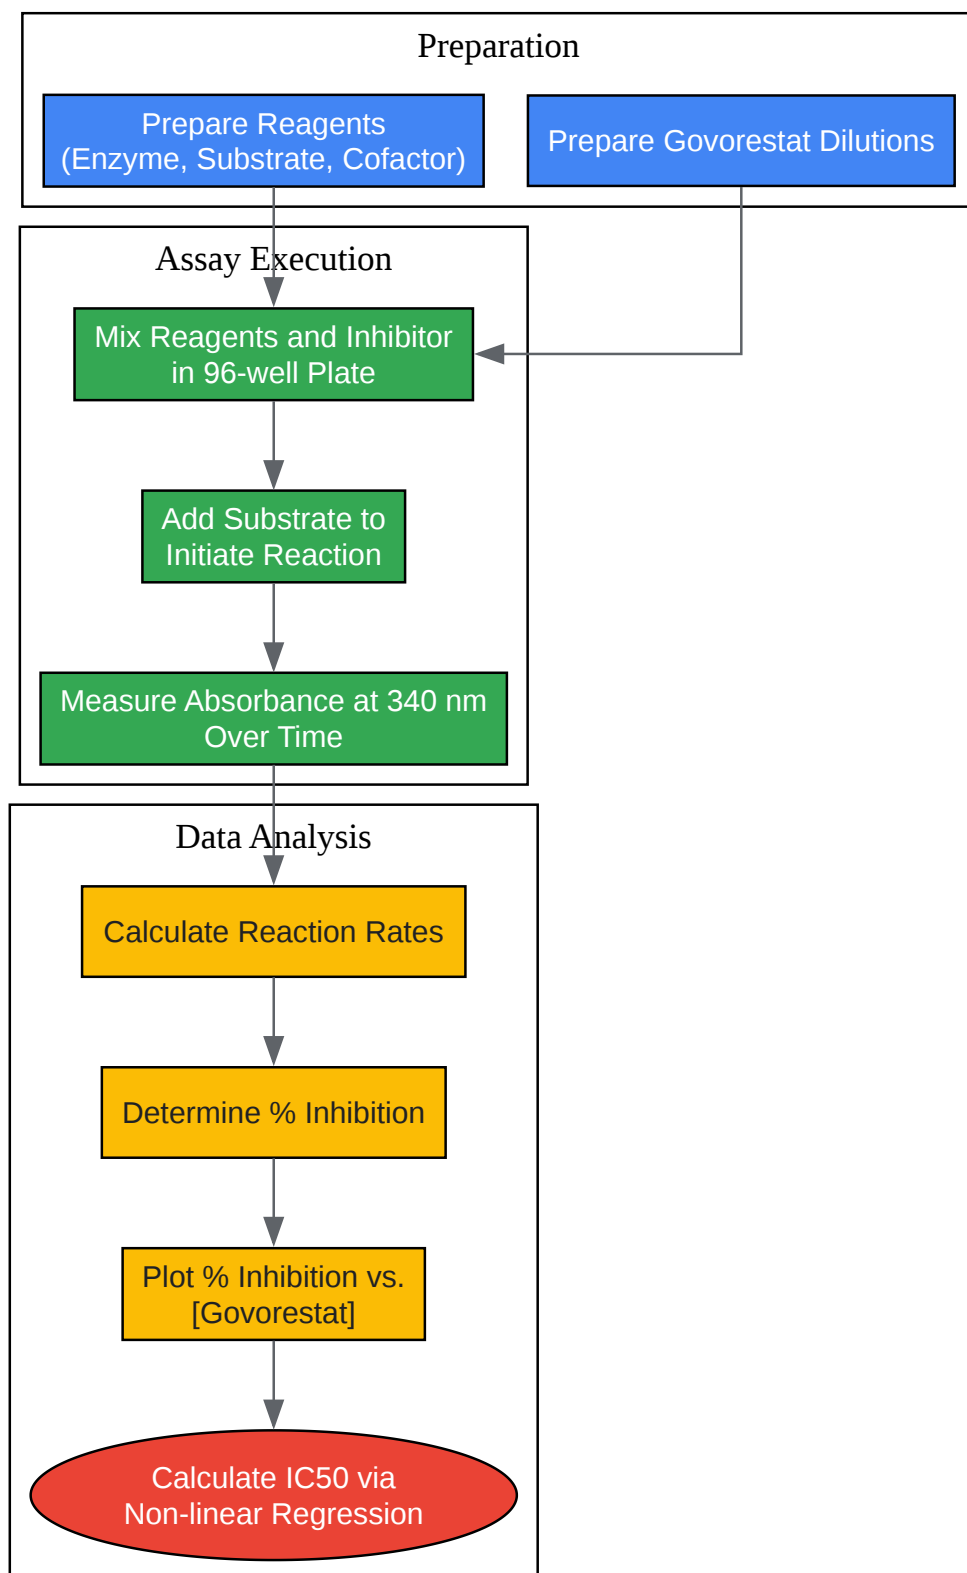 Preparation
Prepare Reagents
(Enzyme, Substrate, Cofactor)
Prepare Govorestat Dilutions
Assay Execution
Mix Reagents and Inhibitor
in 96-well Plate
Add Substrate to
Initiate Reaction
Measure Absorbance at 340 nm
Over Time
Data Analysis
Calculate Reaction Rates
Determine % Inhibition
Plot % Inhibition vs.
[Govorestat]
Calculate IC50 via
Non-linear Regression